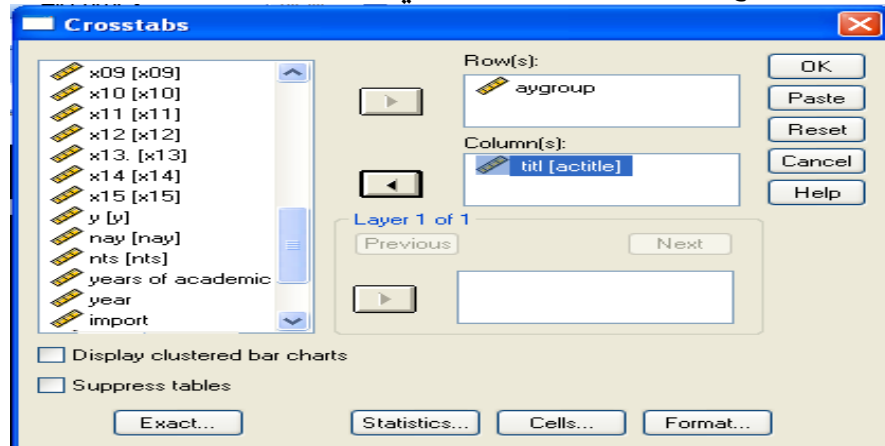 Crosstabs
x09 [x09]
x10 [x10]
x11 [x11]
x12 [x12]
x13. [x13]
x14 [x14]
x15 [x15]
y [y]
nay [nay]
nts [nts]
years of academic
year
import
Row(s):
aygroup
Column(s):
titl [actitle]
Layer 1 of 1
Previous
Next
OK
Paste
Reset
Cancel
Help
Display clustered bar charts
Suppress tables
Exact...
Statistics...
Cells...
Format...